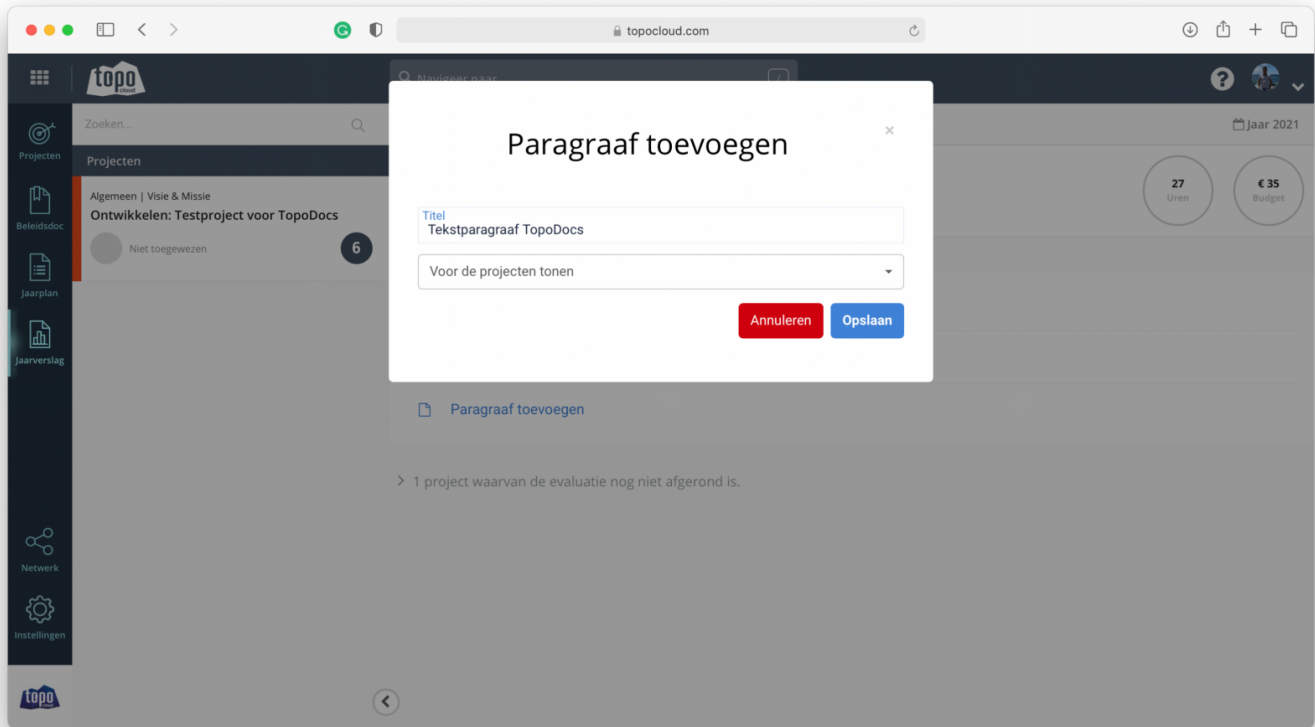 topocloud.com
topo
cloud
Navigeer naar
/
Zoeken...
Jaar 2021
Projecten
Projecten
Algemeen | Visie & Missie
Ontwikkelen: Testproject voor TopoDocs
Niet toegewezen
6
Beleidsdoc
Jaarplan
Jaarverslag
Netwerk
Instellingen
topo
cloud
27
Uren
€ 35
Budget
Paragraaf toevoegen
×
Titel
Tekstparagraaf TopoDocs
Voor de projecten tonen
Annuleren
Opslaan
Paragraaf toevoegen
1 project waarvan de evaluatie nog niet afgerond is.